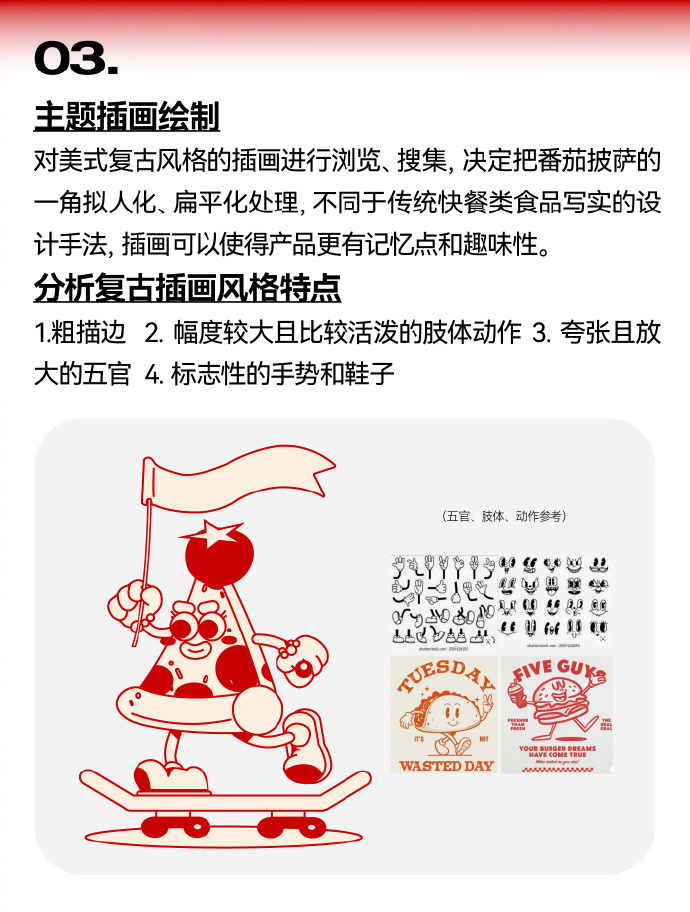 03.
主题插画绘制
对美式复古风格的插画进行浏览、搜集, 决定把番茄披萨的
一角拟人化、扁平化处理, 不同于传统快餐类食品写实的设
计手法, 插画可以使得产品更有记忆点和趣味性。
分析复古插画风格特点
1.粗描边 2. 幅度较大且比较活泼的肢体动作 3. 夸张且放
大的五官 4. 标志性的手势和鞋子
(五官、肢体、动作参考)
TUESDAY
IT'S NOT
WASTED DAY
FIVE GUYS
FRESHER
THAN
FRESH
THE
REAL
DEAL
YOUR BURGER DREAMS
HAVE COME TRUE